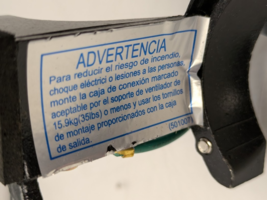 ADVERTENCIA
Para reducir el riesgo de incendio,
choque eléctrico o lesiones a las personas,
monte la caja de conexión marcado
aceptable por el soporte de ventilador de
15.9kg(35lbs) o menos y usar los tornillos
de montaje proporcionados con la caja
de salida.